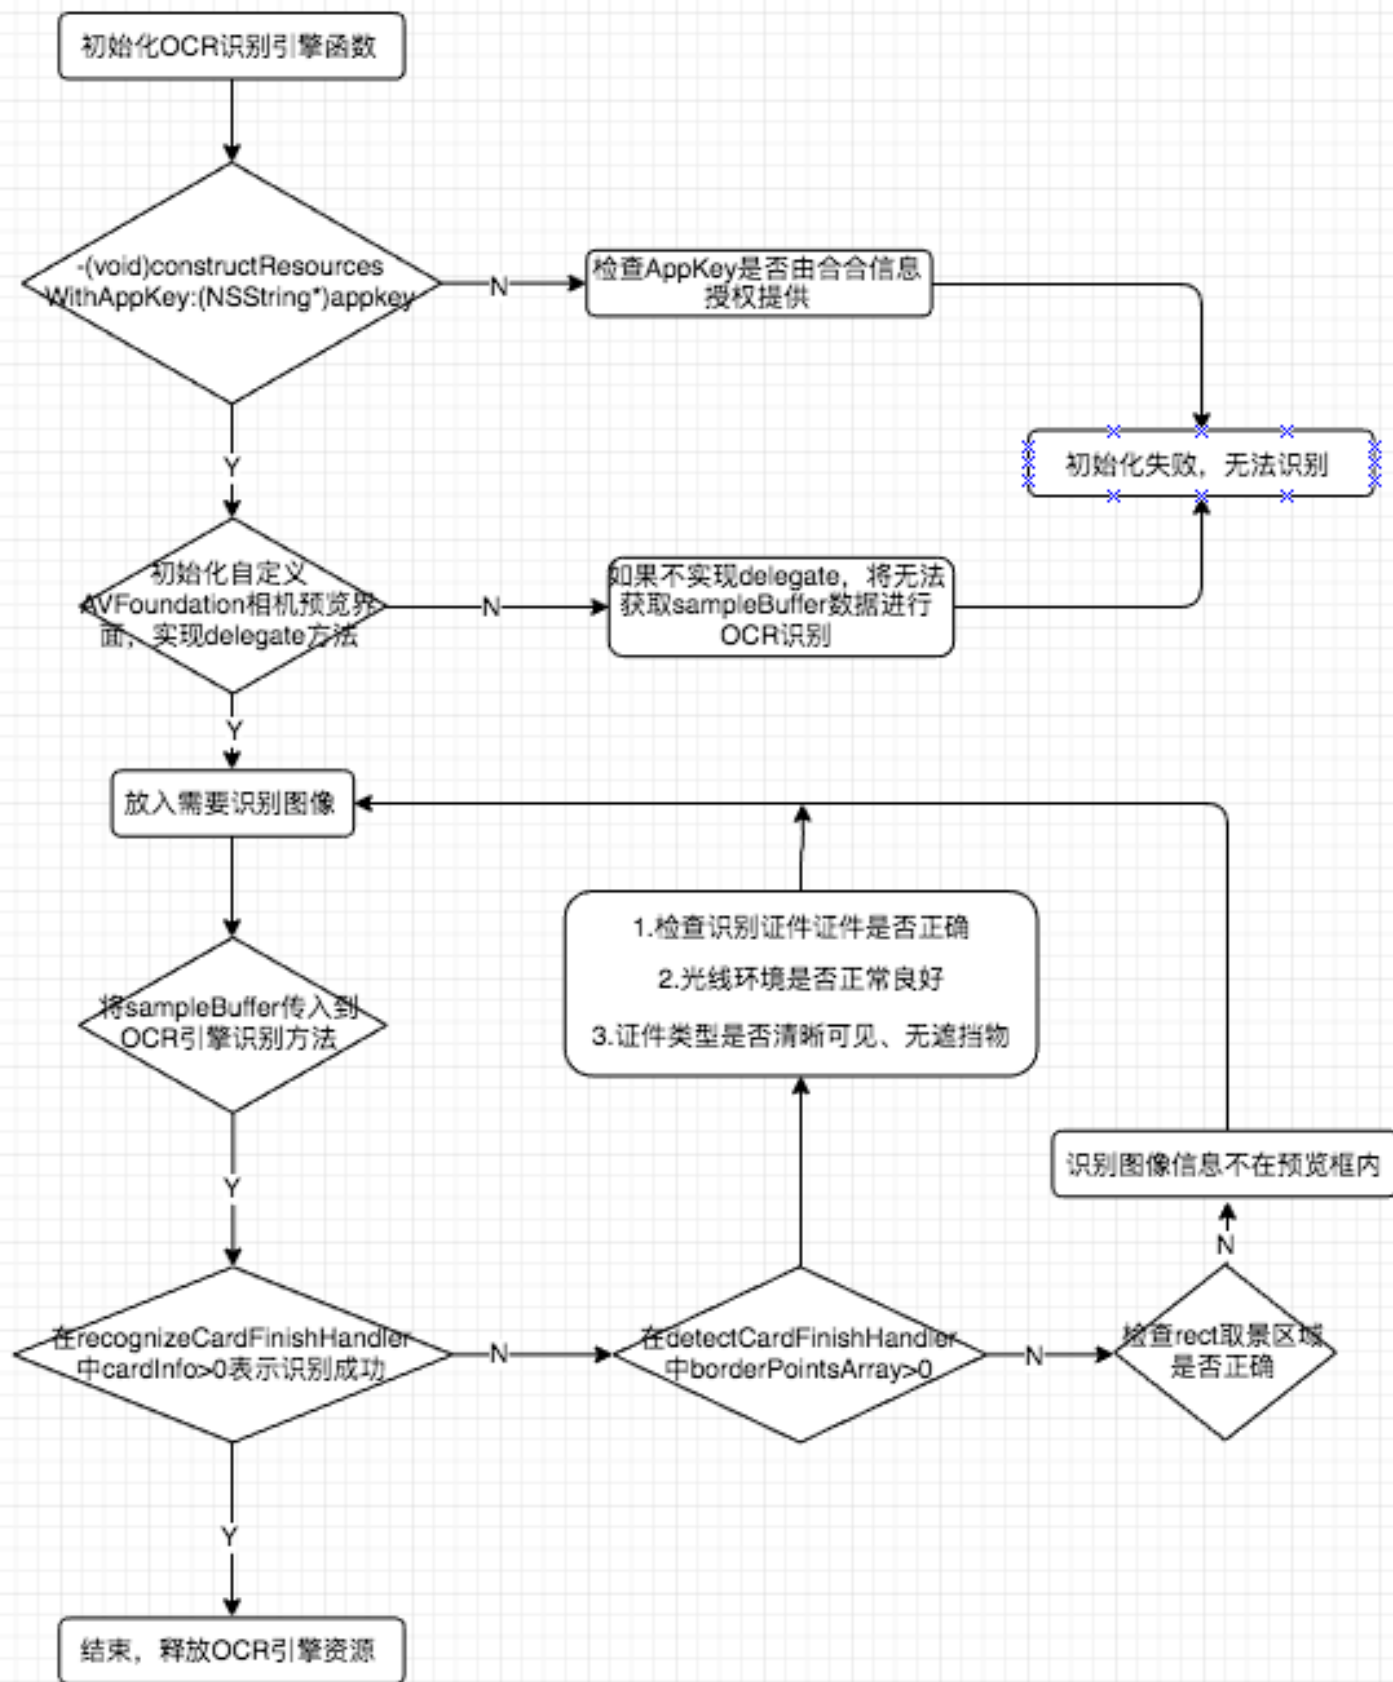 初始化OCR识别引擎函数
-(void)constructResources
WithAppKey:(NSString*)appkey
N
检查AppKey是否由合合信息
授权提供
Y
初始化失败，无法识别
初始化自定义
AVFoundation相机预览界
面，实现delegate方法
N
如果不实现delegate，将无法
获取sampleBuffer数据进行
OCR识别
Y
放入需要识别图像
1.检查识别证件证件是否正确
2.光线环境是否正常良好
3.证件类型是否清晰可见、无遮挡物
将sampleBuffer传入到
OCR引擎识别方法
Y
识别图像信息不在预览框内
N
在recognizeCardFinishHandler
中cardInfo>0表示识别成功
N
在detectCardFinishHandler
中borderPointsArray>0
N
检查rect取景区域
是否正确
Y
结束，释放OCR引擎资源